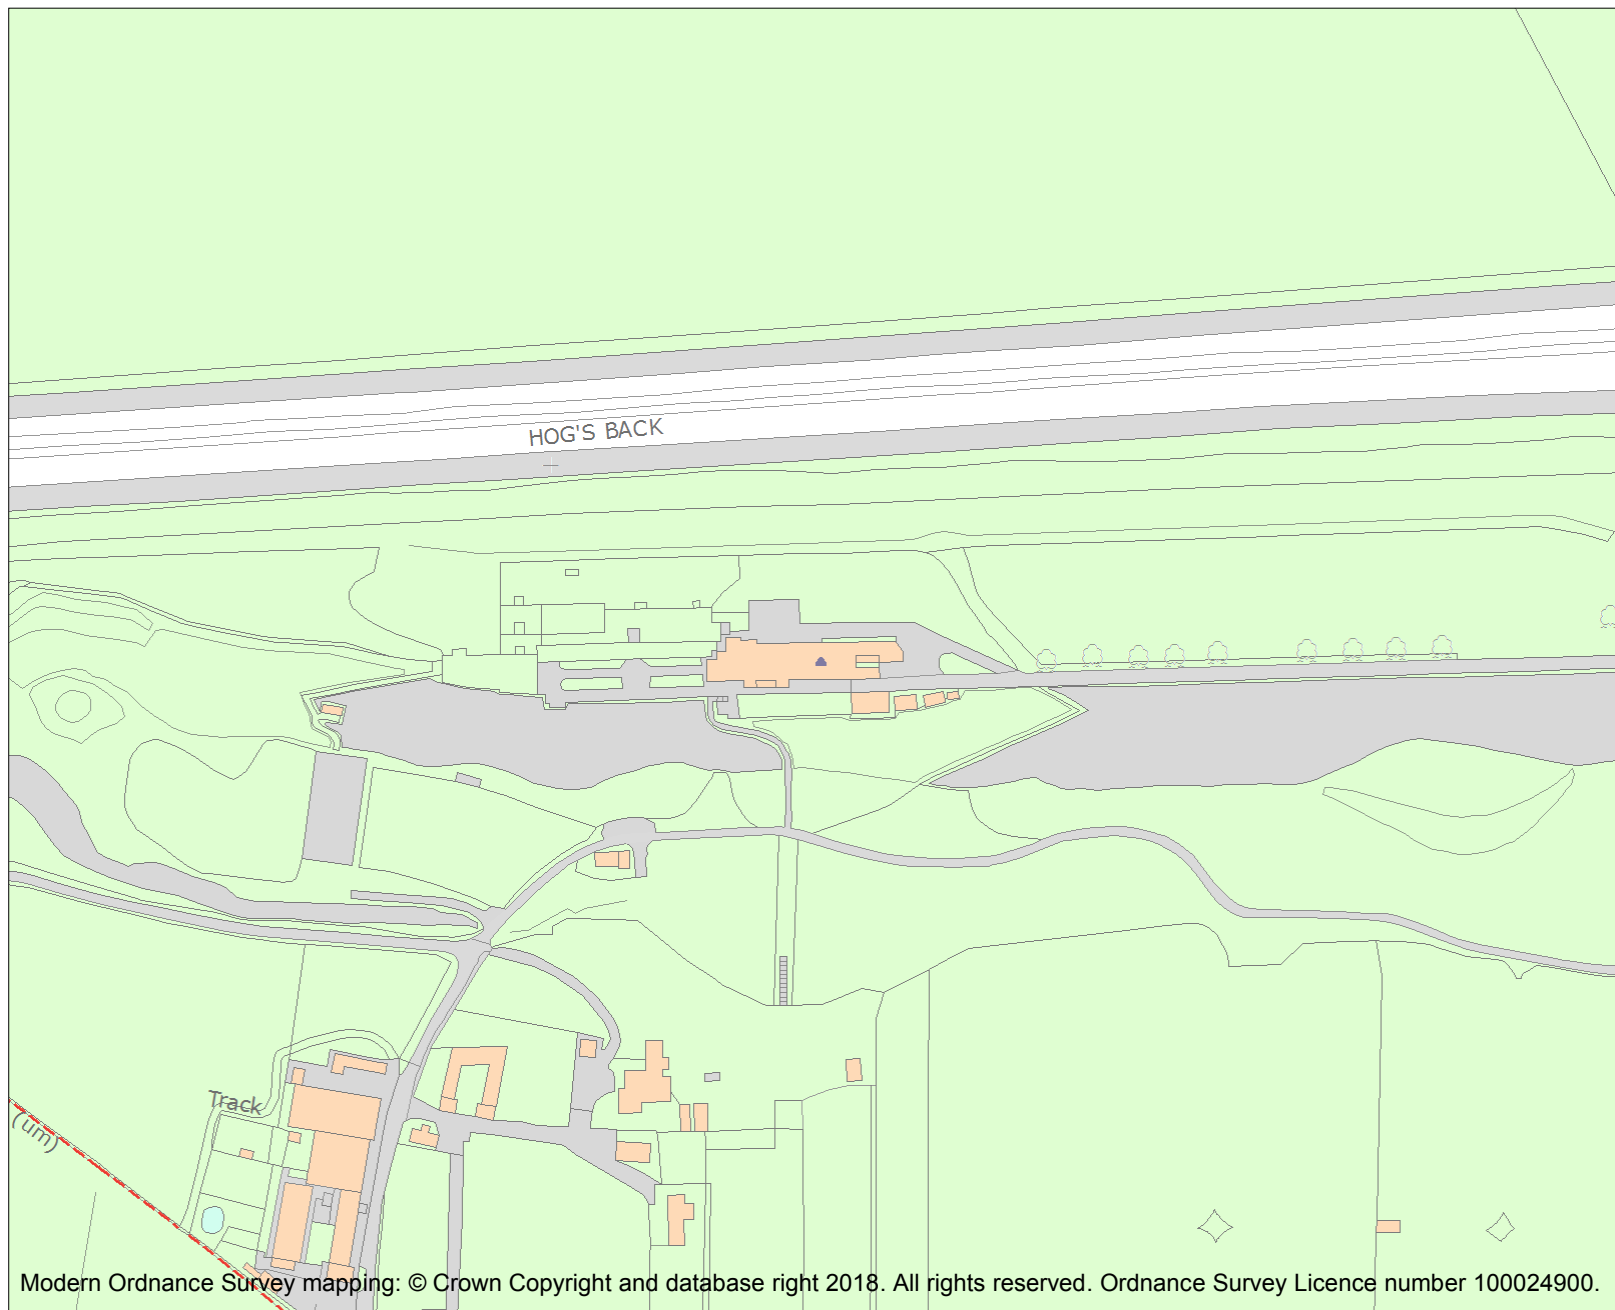 HOG'S BACK
Track
(um)
Modern Ordnance Survey mapping: © Crown Copyright and database right 2018. All rights reserved. Ordnance Survey Licence number 100024900.